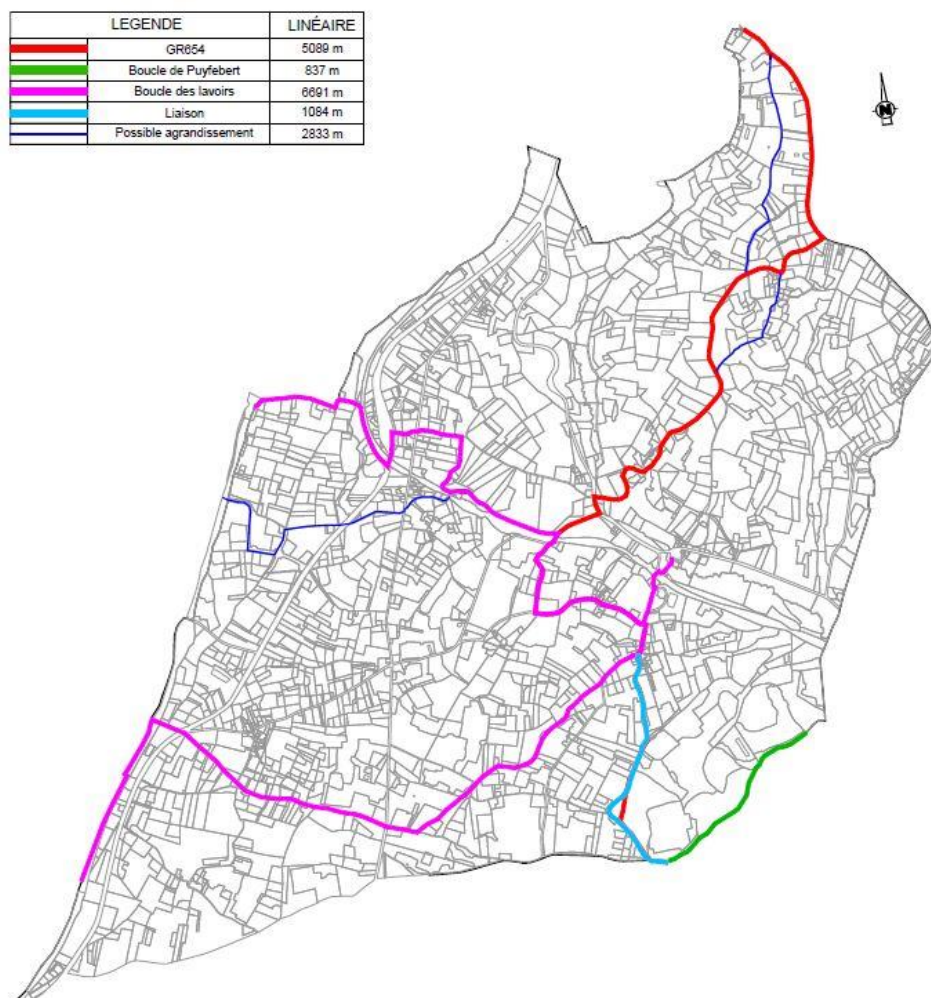 LEGENDE LINÉAIRE
GR654 5089 m
Boucle de Puyfebert 837 m
Boucle des lavoirs 6691 m
Liaison 1084 m
Possible agrandissement 2833 m
N